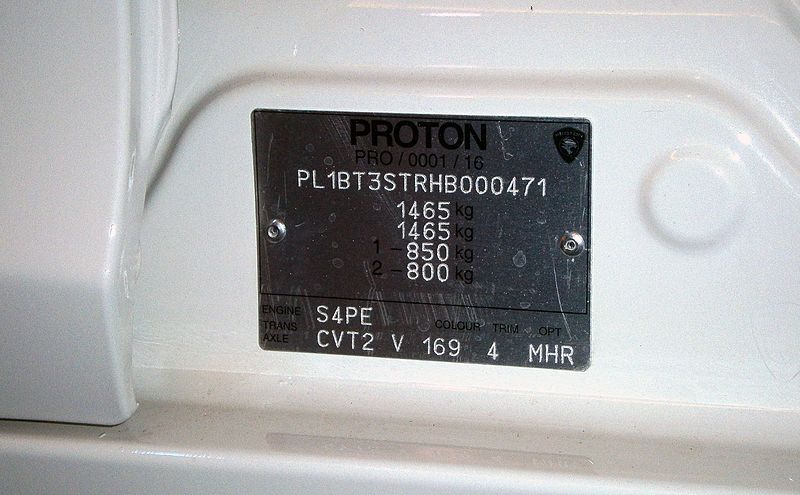 PROTON
PRO/0001/16
PL1BT3STRHB000471
1465 kg
1465 kg
1-850 kg
2-800 kg
ENGINE S4PE
TRANS AXLE CVT2 V COLOUR 169 TRIM 4 OPT MHR